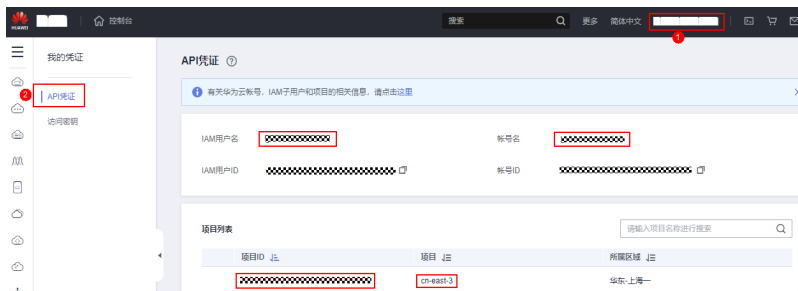 HUAWEI 控制台 搜索 更多 简体中文
1
我的凭证
API凭证 ?
2 API凭证
有关华为云帐号，IAM子用户和项目的相关信息，请点击这里
访问密钥
IAM用户名 帐号名
IAM用户ID 帐号ID
项目列表 请输入项目名称进行搜索
项目ID 项目 所属区域
cn-east-3 华东-上海一